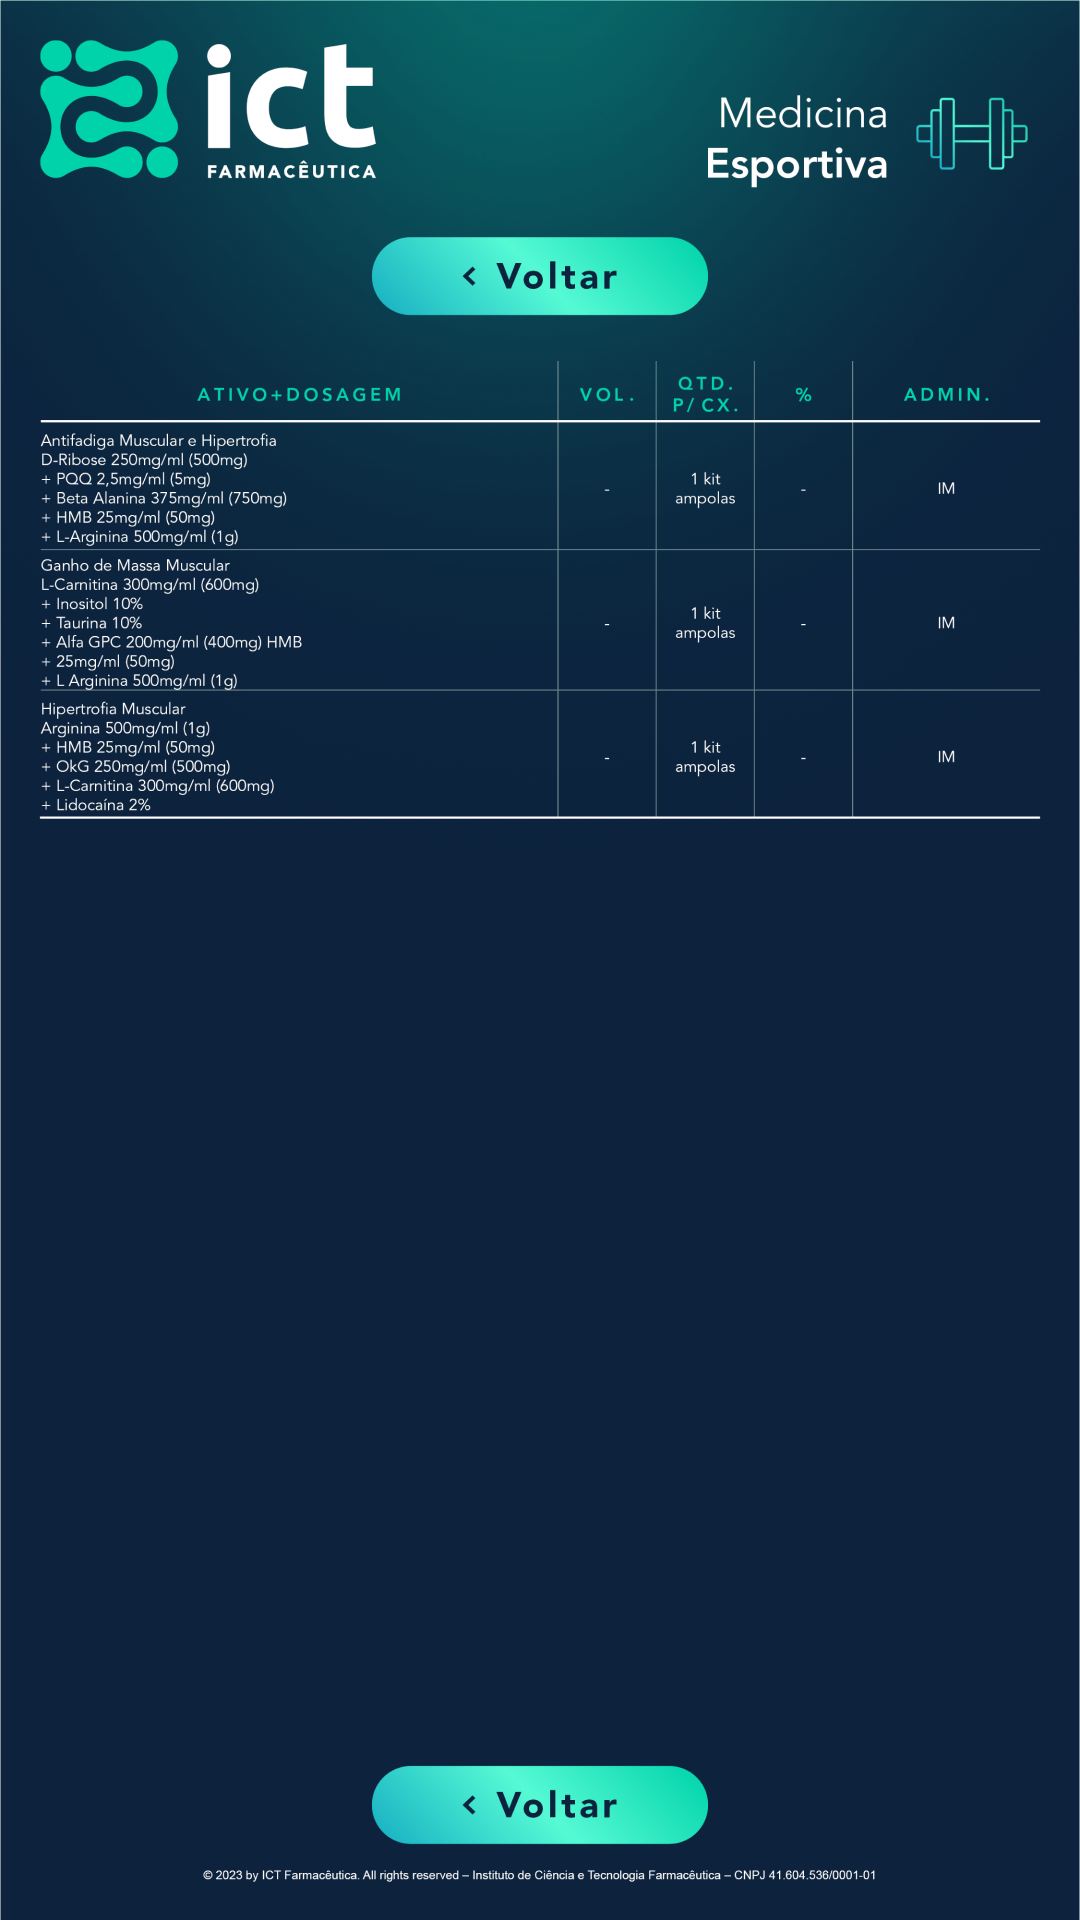 ict
FARMACÊUTICA
Medicina
Esportiva
< Voltar
ATIVO+DOSAGEM
VOL.
QTD.
P/ CX.
%
ADMIN.
Antifadiga Muscular e Hipertrofia
D-Ribose 250mg/ml (500mg)
+ PQQ 2,5mg/ml (5mg)
+ Beta Alanina 375mg/ml (750mg)
+ HMB 25mg/ml (50mg)
+ L-Arginina 500mg/ml (1g)
-
1 kit
ampolas
-
IM
Ganho de Massa Muscular
L-Carnitina 300mg/ml (600mg)
+ Inositol 10%
+ Taurina 10%
+ Alfa GPC 200mg/ml (400mg) HMB
+ 25mg/ml (50mg)
+ L Arginina 500mg/ml (1g)
-
1 kit
ampolas
-
IM
Hipertrofia Muscular
Arginina 500mg/ml (1g)
+ HMB 25mg/ml (50mg)
+ OkG 250mg/ml (500mg)
+ L-Carnitina 300mg/ml (600mg)
+ Lidocaína 2%
-
1 kit
ampolas
-
IM
< Voltar
© 2023 by ICT Farmacêutica. All rights reserved – Instituto de Ciência e Tecnologia Farmacêutica – CNPJ 41.604.536/0001-01